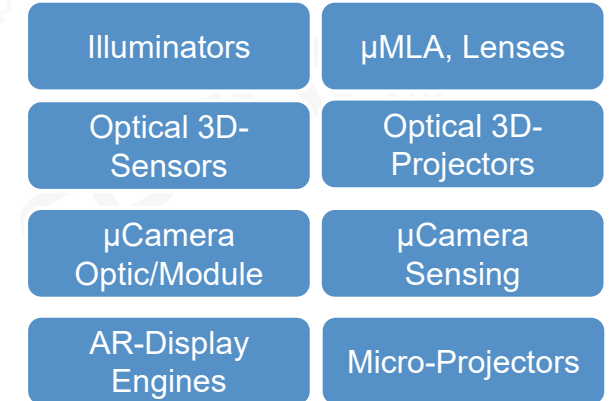 Illuminators
µMLA, Lenses
Optical 3D-
Sensors
Optical 3D-
Projectors
µCamera
Optic/Module
µCamera
Sensing
AR-Display
Engines
Micro-Projectors